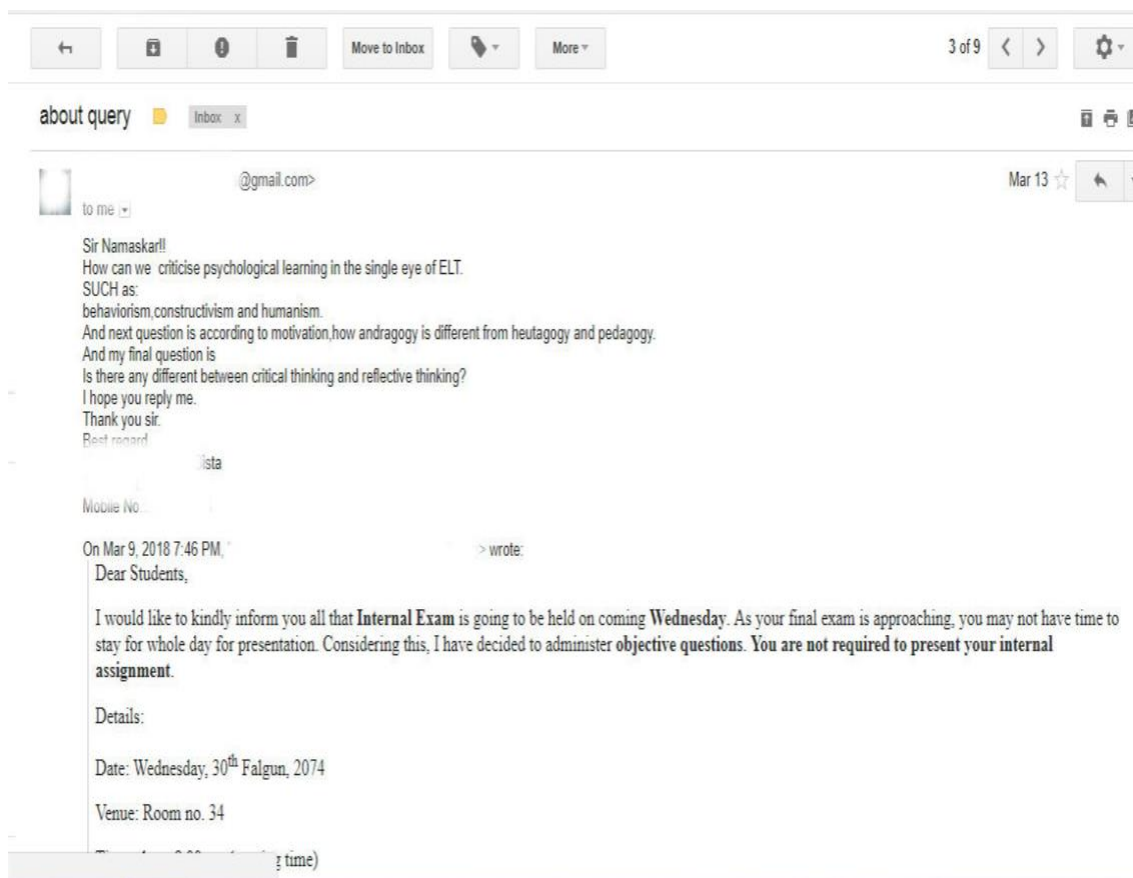 Move to Inbox More 3 of 9
about query Inbox x
@gmail.com> Mar 13
to me
Sir Namaskar!!
How can we criticise psychological learning in the single eye of ELT.
SUCH as:
behaviorism,constructivism and humanism.
And next question is according to motivation,how andragogy is different from heutagogy and pedagogy.
And my final question is
Is there any different between critical thinking and reflective thinking?
I hope you reply me.
Thank you sir.
Best regard
ista
Mobile No.
On Mar 9, 2018 7:46 PM, > wrote:
Dear Students,
I would like to kindly inform you all that Internal Exam is going to be held on coming Wednesday. As your final exam is approaching, you may not have time to
stay for whole day for presentation. Considering this, I have decided to administer objective questions. You are not required to present your internal
assignment.
Details:
Date: Wednesday, 30th Falgun, 2074
Venue: Room no. 34
time)